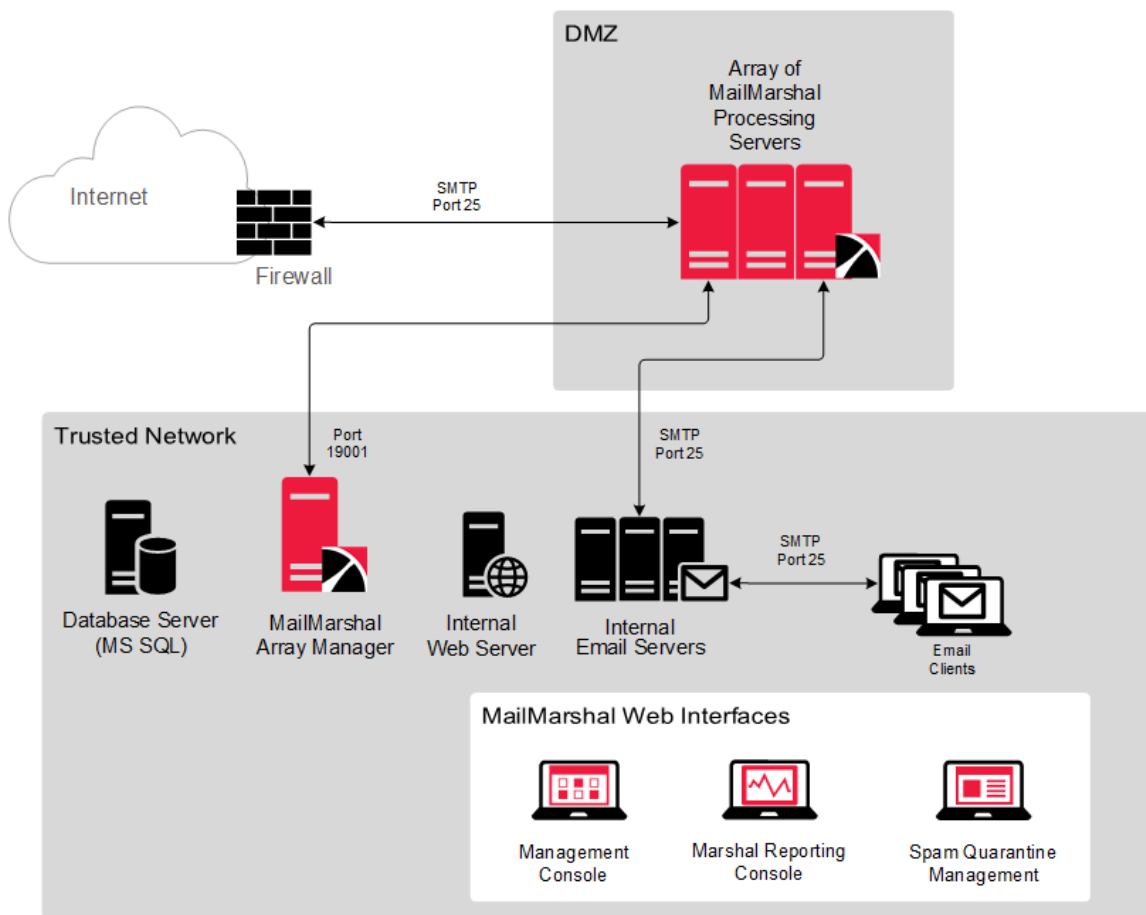 DMZ
Array of
MailMarshal
Processing
Servers
Internet
SMTP
Port 25
Firewall
Trusted Network
Port
19001
SMTP
Port 25
SMTP
Port 25
Database Server
(MS SQL)
MailMarshal
Array Manager
Internal
Web Server
Internal
Email Servers
Email
Clients
MailMarshal Web Interfaces
Management
Console
Marshal Reporting
Console
Spam Quarantine
Management